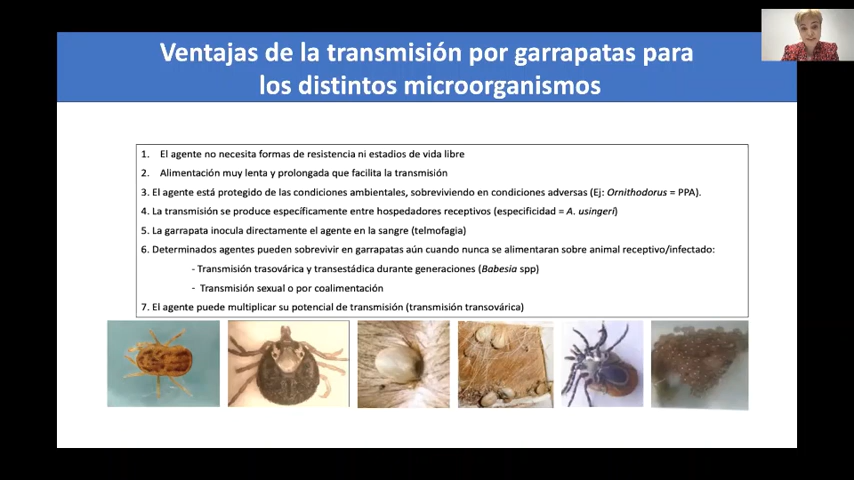 Ventajas de la transmisión por garrapatas para
los distintos microorganismos
1. El agente no necesita formas de resistencia ni estadios de vida libre
2. Alimentación muy lenta y prolongada que facilita la transmisión
3. El agente está protegido de las condiciones ambientales, sobreviviendo en condiciones adversas (Ej: Ornithodorus = PPA).
4. La transmisión se produce específicamente entre hospedadores receptivos (especificidad = A. usingeri)
5. La garrapata inocula directamente el agente en la sangre (telmofagia)
6. Determinados agentes pueden sobrevivir en garrapatas aún cuando nunca se alimentaran sobre animal receptivo/infectado:
- Transmisión trasovárica y transestádica durante generaciones (Babesia spp)
- Transmisión sexual o por coalimentación
7. El agente puede multiplicar su potencial de transmisión (transmisión transovárica)